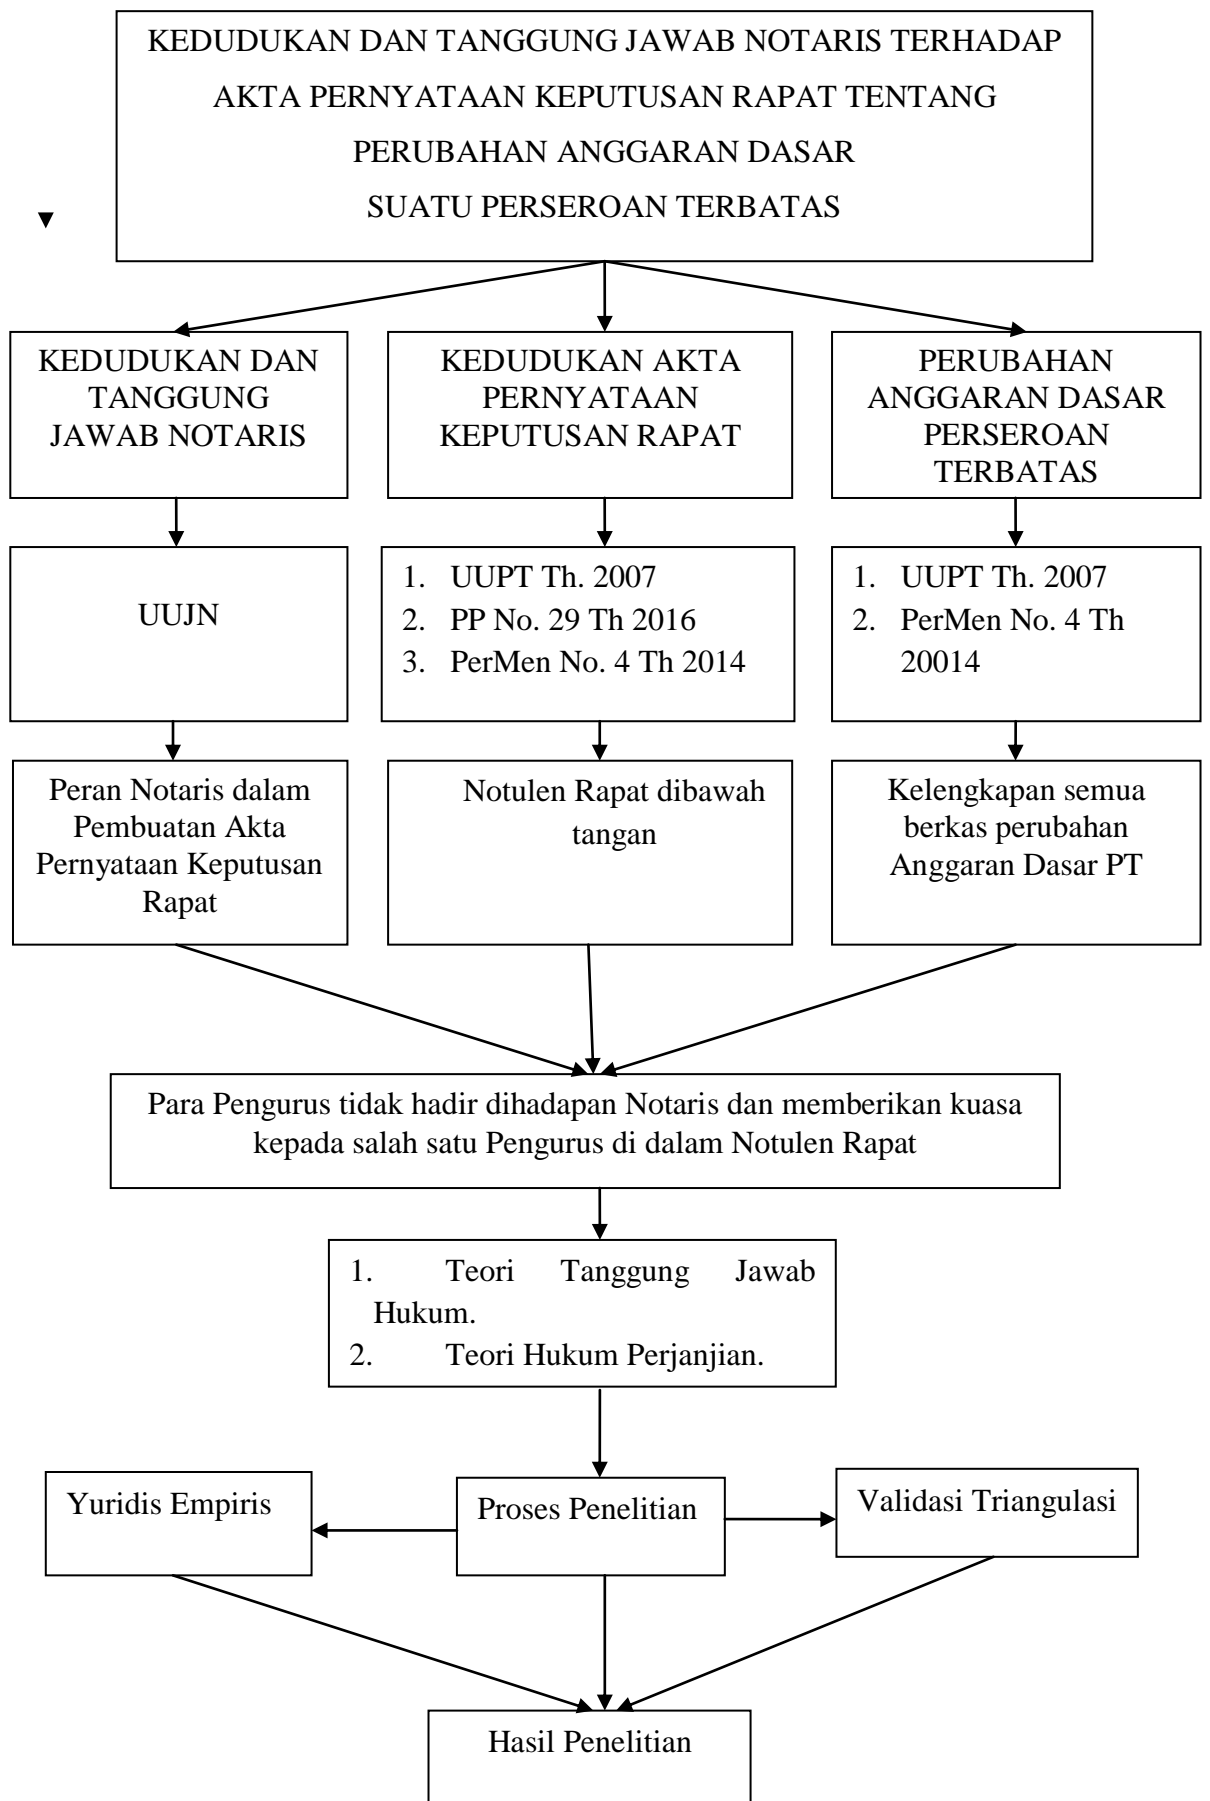 KEDUDUKAN DAN TANGGUNG JAWAB NOTARIS TERHADAP
AKTA PERNYATAAN KEPUTUSAN RAPAT TENTANG
PERUBAHAN ANGGARAN DASAR
SUATU PERSEROAN TERBATAS
KEDUDUKAN DAN
TANGGUNG
JAWAB NOTARIS
KEDUDUKAN AKTA
PERNYATAAN
KEPUTUSAN RAPAT
PERUBAHAN
ANGGARAN DASAR
PERSEROAN
TERBATAS
UUJN
1. UUPT Th. 2007
2. PP No. 29 Th 2016
3. PerMen No. 4 Th 2014
1. UUPT Th. 2007
2. PerMen No. 4 Th
20014
Peran Notaris dalam
Pembuatan Akta
Pernyataan Keputusan
Rapat
Notulen Rapat dibawah
tangan
Kelengkapan semua
berkas perubahan
Anggaran Dasar PT
Para Pengurus tidak hadir dihadapan Notaris dan memberikan kuasa
kepada salah satu Pengurus di dalam Notulen Rapat
1. Teori Tanggung Jawab
Hukum.
2. Teori Hukum Perjanjian.
Yuridis Empiris
Proses Penelitian
Validasi Triangulasi
Hasil Penelitian